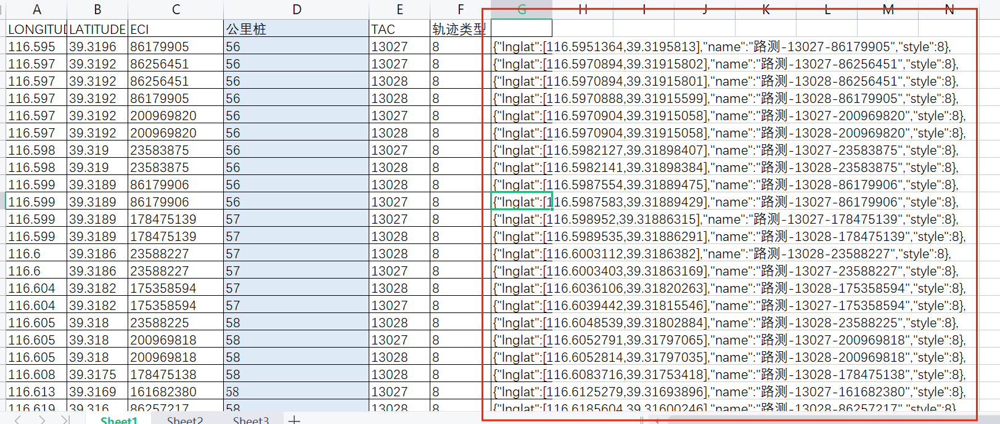 A B C D E F G H I J K L M N
LONGITUD LATITUDE ECI 公里桩 TAC 轨迹类型
116.595 39.3196 86179905 56 13027 8 {"lnglat":[116.5951364,39.3195813],"name":"路测-13027-86179905","style":8},
116.597 39.3192 86256451 56 13027 8 {"lnglat":[116.5970894,39.31915802],"name":"路测-13027-86256451","style":8},
116.597 39.3192 86256451 56 13028 8 {"lnglat":[116.5970894,39.31915801],"name":"路测-13028-86256451","style":8},
116.597 39.3192 86179905 56 13028 8 {"lnglat":[116.5970888,39.31915599],"name":"路测-13028-86179905","style":8},
116.597 39.3192 200969820 56 13027 8 {"lnglat":[116.5970904,39.31915058],"name":"路测-13027-200969820","style":8},
116.597 39.3192 200969820 56 13028 8 {"lnglat":[116.5970904,39.31915058],"name":"路测-13028-200969820","style":8},
116.598 39.319 23583875 56 13027 8 {"lnglat":[116.5982127,39.31898407],"name":"路测-13027-23583875","style":8},
116.598 39.319 23583875 56 13028 8 {"lnglat":[116.5982141,39.31898384],"name":"路测-13028-23583875","style":8},
116.599 39.3189 86179906 56 13028 8 {"lnglat":[116.5987554,39.31889475],"name":"路测-13028-86179906","style":8},
116.599 39.3189 86179906 56 13027 8 {"lnglat":[116.5987583,39.31889429],"name":"路测-13027-86179906","style":8},
116.599 39.3189 178475139 57 13027 8 {"lnglat":[116.598952,39.31886315],"name":"路测-13027-178475139","style":8},
116.599 39.3189 178475139 57 13028 8 {"lnglat":[116.5989535,39.31886291],"name":"路测-13028-178475139","style":8},
116.6 39.3186 23588227 57 13028 8 {"lnglat":[116.6003112,39.3186382],"name":"路测-13028-23588227","style":8},
116.6 39.3186 23588227 57 13027 8 {"lnglat":[116.6003403,39.31863169],"name":"路测-13027-23588227","style":8},
116.604 39.3182 175358594 57 13028 8 {"lnglat":[116.6036106,39.31820263],"name":"路测-13028-175358594","style":8},
116.604 39.3182 175358594 57 13027 8 {"lnglat":[116.6039442,39.31815546],"name":"路测-13027-175358594","style":8},
116.605 39.318 23588225 58 13028 8 {"lnglat":[116.6048539,39.31802884],"name":"路测-13028-23588225","style":8},
116.605 39.318 200969818 58 13027 8 {"lnglat":[116.6052791,39.31797065],"name":"路测-13027-200969818","style":8},
116.605 39.318 200969818 58 13028 8 {"lnglat":[116.6052814,39.31797035],"name":"路测-13028-200969818","style":8},
116.608 39.3175 178475138 58 13028 8 {"lnglat":[116.6083716,39.31753418],"name":"路测-13028-178475138","style":8},
116.613 39.3169 161682380 58 13027 8 {"lnglat":[116.6125279,39.31693896],"name":"路测-13027-161682380","style":8},
116.619 39.316 86257217 58 13028 8 {"lnglat":[116.6185604,39.31600246],"name":"路测-13028-86257217","style":8},
Sheet1 Sheet2 Sheet3 +